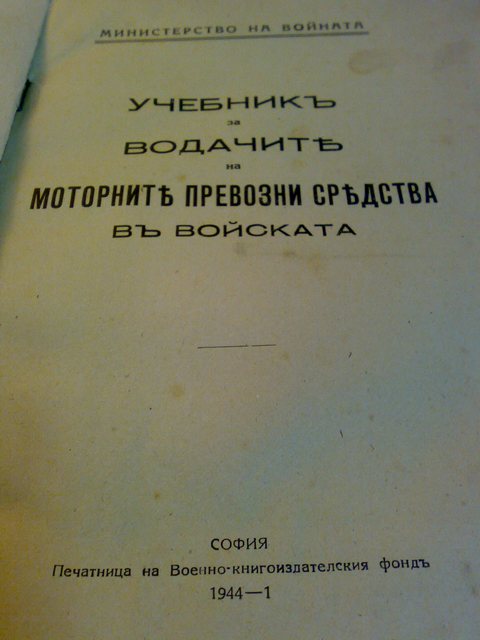 МИНИСТЕРСТВО НА ВОЙНАТА
УЧЕБНИКЪ
за
ВОДАЧИТѢ
на
МОТОРНИТѢ ПРЕВОЗНИ СРѢДСТВА
ВЪ ВОЙСКАТА
СОФИЯ
Печатница на Военно-книгоиздателския фондъ
1944—1